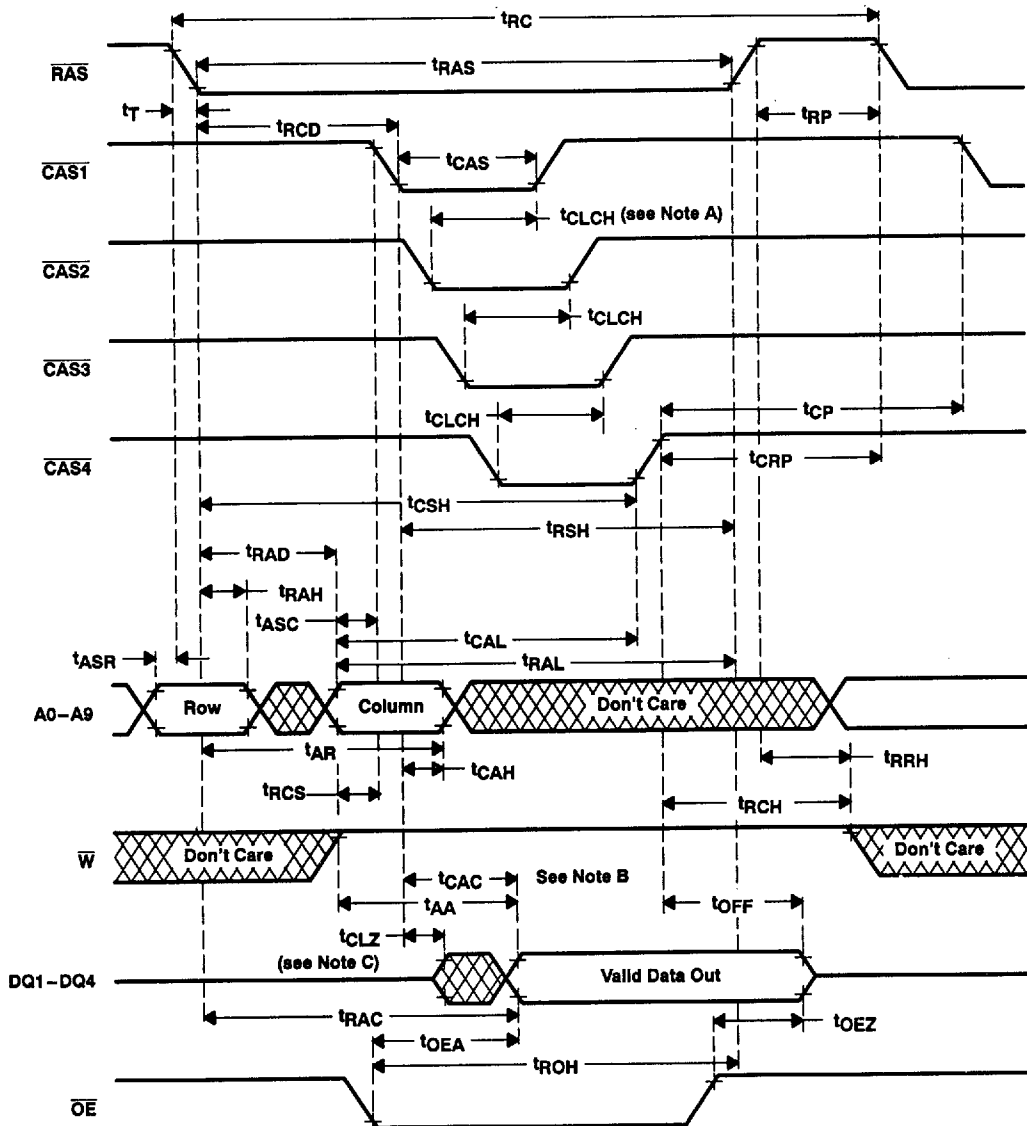 tRC
RAS
tRAS
tT
tRP
tRCD
CAS1
tCAS
tCLCH (see Note A)
CAS2
tCLCH
CAS3
tCLCH
tCP
CAS4
tCRP
tCSH
tRSH
tRAD
tRAH
tASC
tCAL
tASR
tRAL
A0–A9
Row
Column
Don't Care
tAR
tCAH
tRRH
tRCS
tRCH
W
Don't Care
Don't Care
tCAC
See Note B
tAA
tOFF
tCLZ
(see Note C)
DQ1–DQ4
Valid Data Out
tRAC
tOEZ
tOEA
tROH
OE